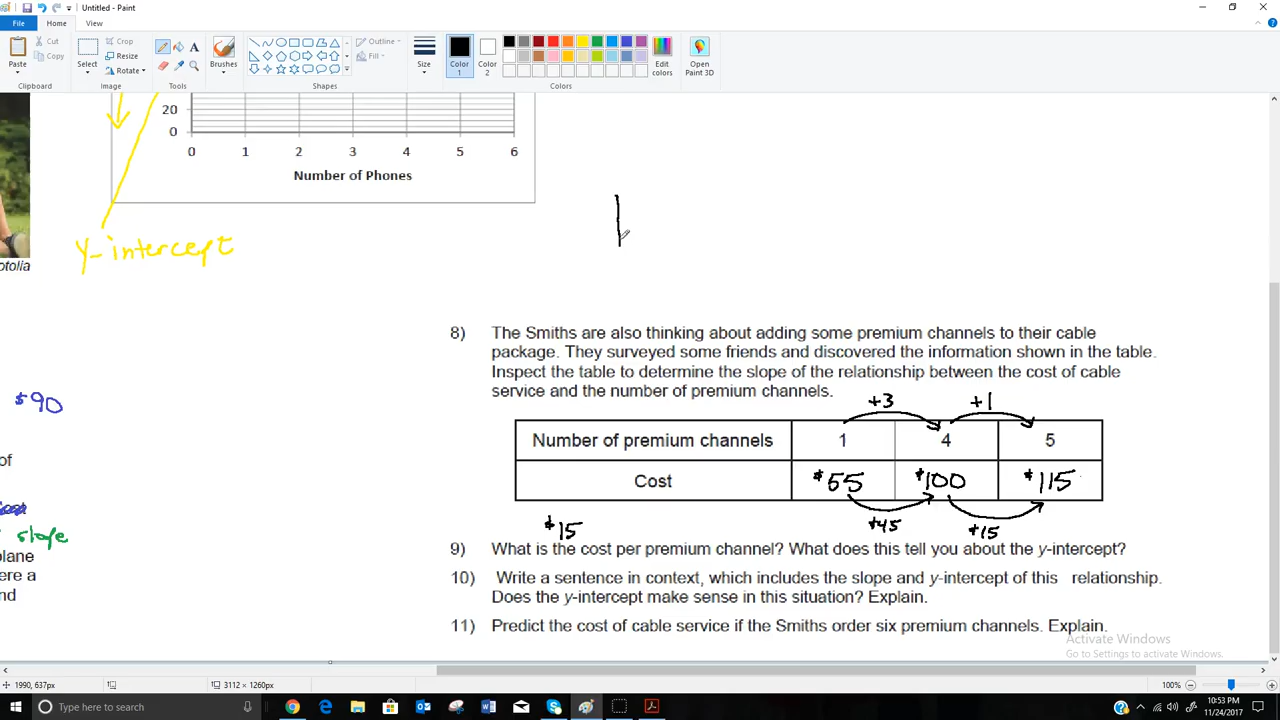 Untitled - Paint
File Home View
Paste Cut Copy Clipboard
Select Crop Resize Rotate Image
Tools
Brushes
Shapes
Outline Fill
Size
Color 1 Color 2
Edit colors
Colors
Open Paint 3D
20
0
0 1 2 3 4 5 6
Number of Phones
y-intercept
otolia
8) The Smiths are also thinking about adding some premium channels to their cable
package. They surveyed some friends and discovered the information shown in the table.
Inspect the table to determine the slope of the relationship between the cost of cable
service and the number of premium channels.
$90
+3 +1
Number of premium channels 1 4 5
of
Cost $55 $100 $115
+45 +15
slope
$15
plane
9) What is the cost per premium channel? What does this tell you about the y-intercept?
ere a
10) Write a sentence in context, which includes the slope and y-intercept of this relationship.
nd
Does the y-intercept make sense in this situation? Explain.
11) Predict the cost of cable service if the Smiths order six premium channels. Explain.
Activate Windows
Go to Settings to activate Windows.
1990, 637px 3112 × 1260px 100%
Type here to search
10:53 PM
11/24/2017